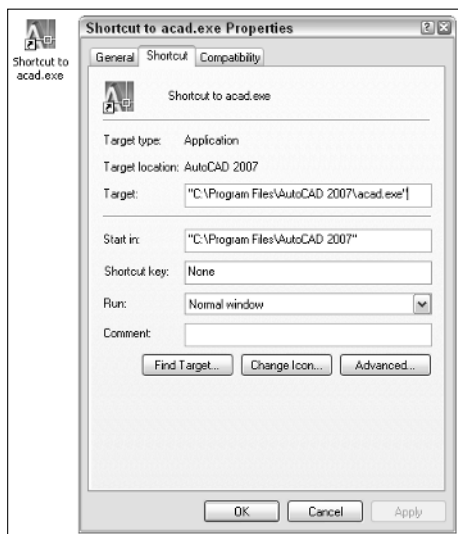 Shortcut to
acad.exe
Shortcut to acad.exe Properties
General Shortcut Compatibility
Shortcut to acad.exe
Target type: Application
Target location: AutoCAD 2007
Target: "C:\Program Files\AutoCAD 2007\acad.exe"
Start in: "C:\Program Files\AutoCAD 2007"
Shortcut key: None
Run: Normal window
Comment:
Find Target... Change Icon... Advanced...
OK Cancel Apply